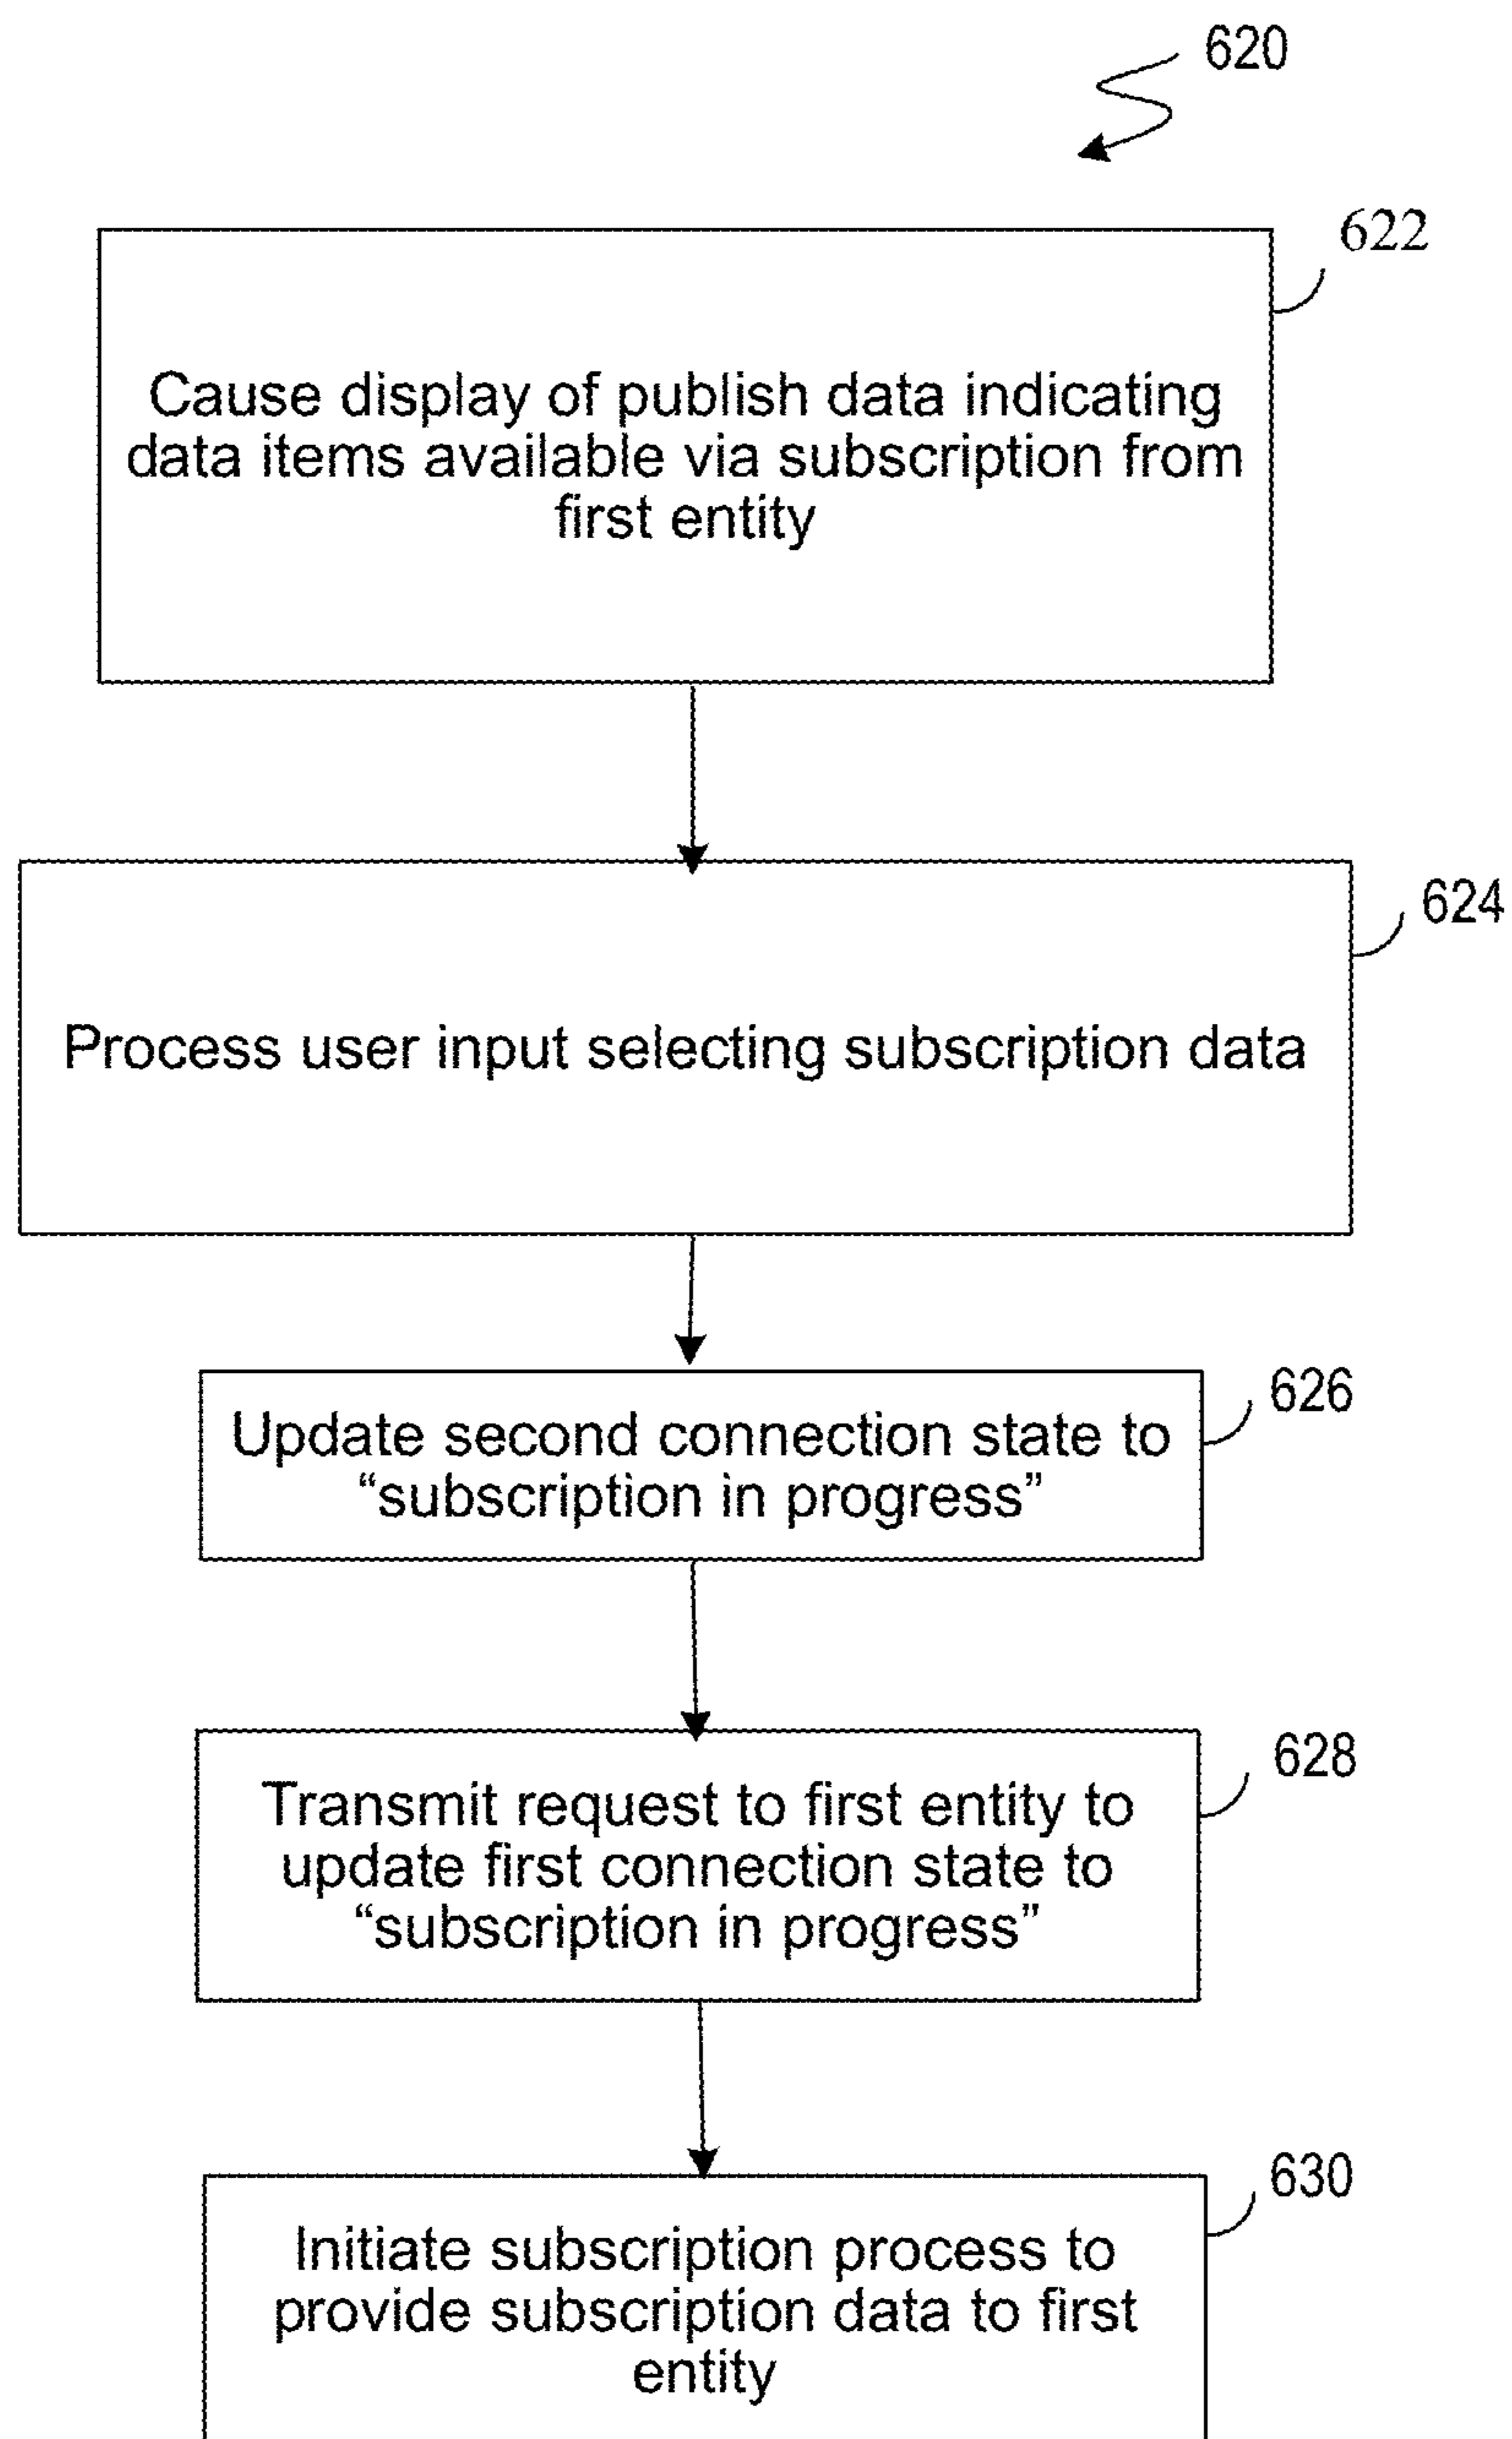 620
622
Cause display of publish data indicating
data items available via subscription from
first entity
624
Process user input selecting subscription data
626
Update second connection state to
“subscription in progress”
628
Transmit request to first entity to
update first connection state to
“subscription in progress”
630
Initiate subscription process to
provide subscription data to first
entity